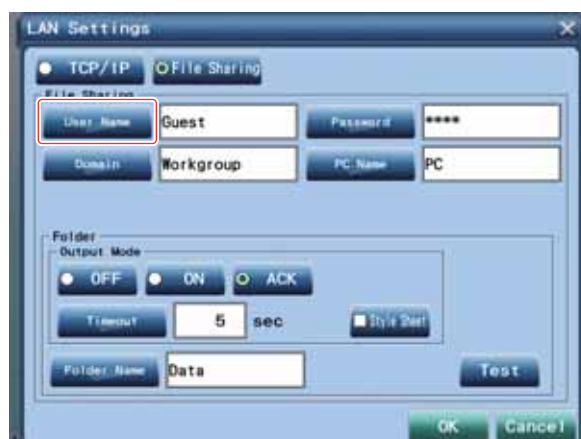 LAN Settings
TCP/IP File Sharing
File Sharing
User Name Guest Password ****
Domain Workgroup PC Name PC
Folder
Output Mode
OFF ON ACK
Timeout 5 sec Style Sheet
Folder Name Data Test
OK Cancel